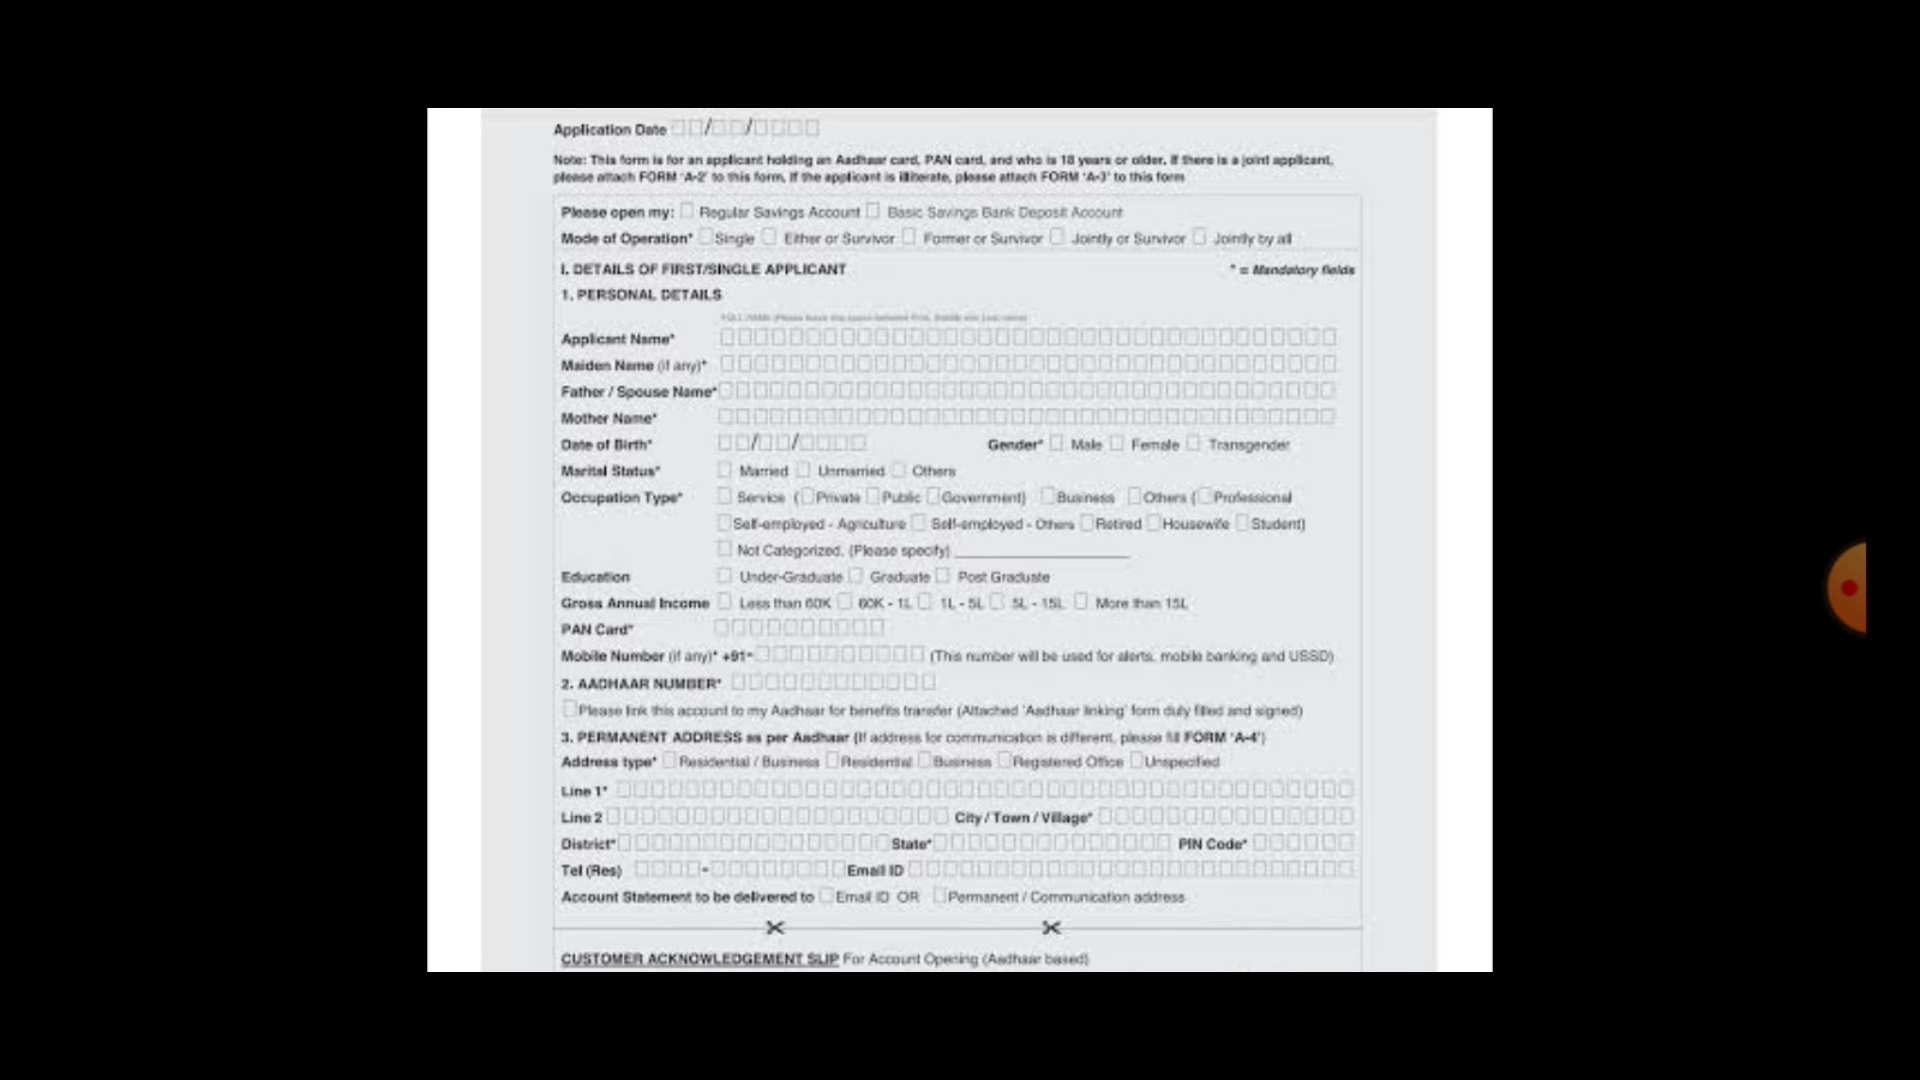 Application Date
Note: This form is for an applicant holding an Aadhaar card, PAN card, and who is 18 years or older. If there is a joint applicant,
please attach FORM 'A-2' to this form. If the applicant is illiterate, please attach FORM 'A-3' to this form
Please open my: Regular Savings Account Basic Savings Bank Deposit Account
Mode of Operation* Single Either or Survivor Former or Survivor Jointly or Survivor Jointly by all
I. DETAILS OF FIRST/SINGLE APPLICANT * = Mandatory fields
1. PERSONAL DETAILS
FULL NAME (Please leave one space between First, Middle and Last name)
Applicant Name*
Maiden Name (if any)*
Father / Spouse Name*
Mother Name*
Date of Birth* / / Gender* Male Female Transgender
Marital Status* Married Unmarried Others
Occupation Type* Service (Private Public Government) Business Others (Professional
Self-employed - Agriculture Self-employed - Others Retired Housewife Student)
Not Categorized. (Please specify)
Education Under-Graduate Graduate Post Graduate
Gross Annual Income Less than 60K 60K - 1L 1L - 5L 5L - 15L More than 15L
PAN Card*
Mobile Number (if any)* +91- (This number will be used for alerts, mobile banking and USSD)
2. AADHAAR NUMBER*
Please link this account to my Aadhaar for benefits transfer (Attached 'Aadhaar linking' form duly filled and signed)
3. PERMANENT ADDRESS as per Aadhaar (If address for communication is different, please fill FORM 'A-4')
Address type* Residential / Business Residential Business Registered Office Unspecified
Line 1*
Line 2 City / Town / Village*
District* State* PIN Code*
Tel (Res) - Email ID
Account Statement to be delivered to Email ID OR Permanent / Communication address
CUSTOMER ACKNOWLEDGEMENT SLIP For Account Opening (Aadhaar based)